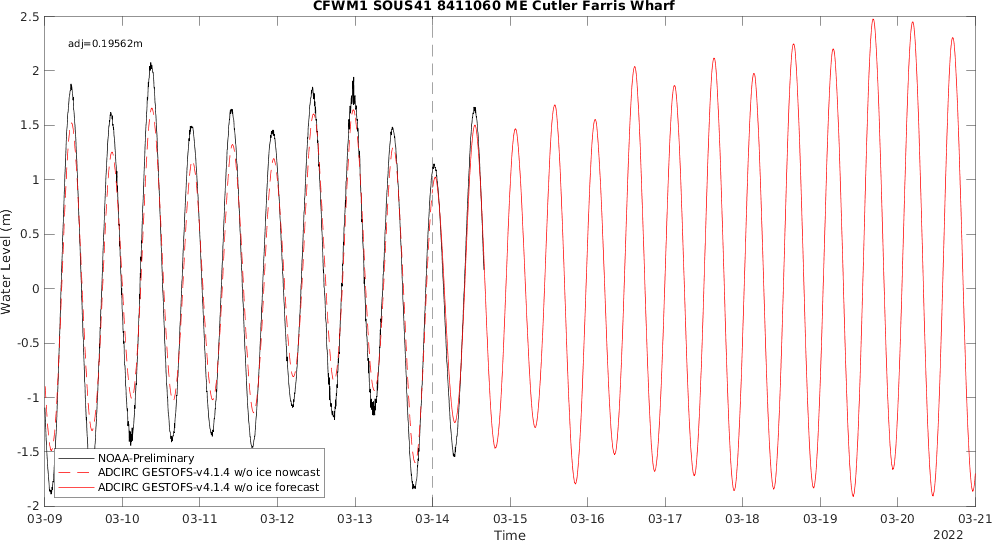 CFWM1 SOUS41 8411060 ME Cutler Farris Wharf
adj=0.19562m
Water Level (m)
2.5
2
1.5
1
0.5
0
-0.5
-1
-1.5
-2
NOAA-Preliminary
ADCIRC GESTOFS-v4.1.4 w/o ice nowcast
ADCIRC GESTOFS-v4.1.4 w/o ice forecast
03-09 03-10 03-11 03-12 03-13 03-14 03-15 03-16 03-17 03-18 03-19 03-20 03-21
Time
2022